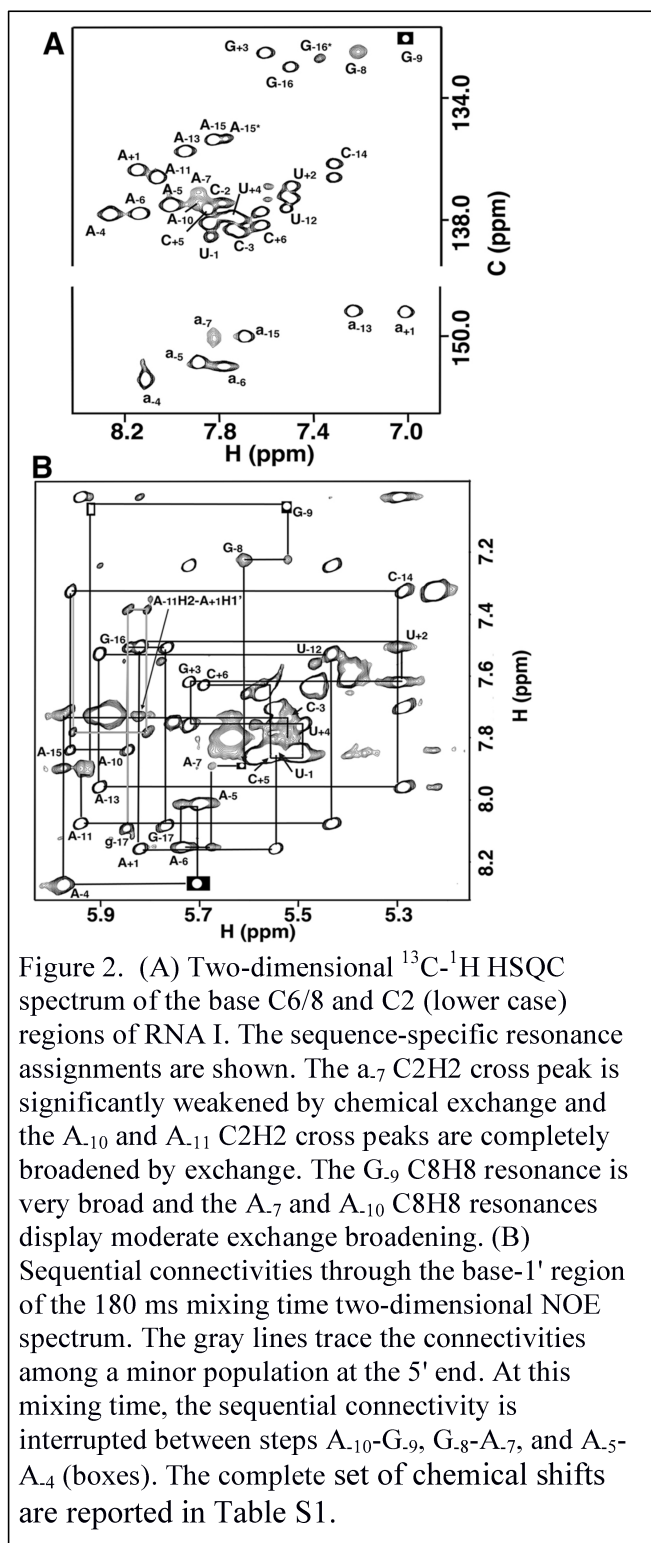 A
G+3
G-16*
G-16
G-8
G-9
134.0
A-15
A-15*
A-13
C-14
A+1
A-11
A-7
U+2
A-5
C-2
U+4
A-6
A-10
A-4
C+5
U-12
138.0
C (ppm)
U-1
C-3
C+6
a-7
a-15
a-13
a+1
150.0
a-5
a-6
a-4
8.2 7.8 7.4 7.0
H (ppm)
B
G-9
G-8
7.2
C-14
A-11H2-A+1H1'
7.4
G-16
U-12
U+2
G+3
C+6
7.6
H (ppm)
C-3
U+4
A-15
A-10
A-7
C+5
U-1
7.8
A-13
A-5
8.0
A-11
g-17
G-17
A+1
A-6
8.2
A-4
5.9 5.7 5.5 5.3
H (ppm)
Figure 2. (A) Two-dimensional ¹³C-¹H HSQC
spectrum of the base C6/8 and C2 (lower case)
regions of RNA I. The sequence-specific resonance
assignments are shown. The a₋₇ C2H2 cross peak is
significantly weakened by chemical exchange and
the A₋₁₀ and A₋₁₁ C2H2 cross peaks are completely
broadened by exchange. The G₋₉ C8H8 resonance is
very broad and the A₋₇ and A₋₁₀ C8H8 resonances
display moderate exchange broadening. (B)
Sequential connectivities through the base-1' region
of the 180 ms mixing time two-dimensional NOE
spectrum. The gray lines trace the connectivities
among a minor population at the 5' end. At this
mixing time, the sequential connectivity is
interrupted between steps A₋₁₀-G₋₉, G₋₈-A₋₇, and A₋₅-
A₋₄ (boxes). The complete set of chemical shifts
are reported in Table S1.